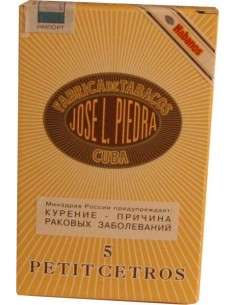 ИМПОРТ
Habanos
FABRICA DE TABACOS
JOSE L. PIEDRA
CUBA
Минздрав России предупреждает:
КУРЕНИЕ - ПРИЧИНА
РАКОВЫХ ЗАБОЛЕВАНИЙ
5
PETIT CETROS